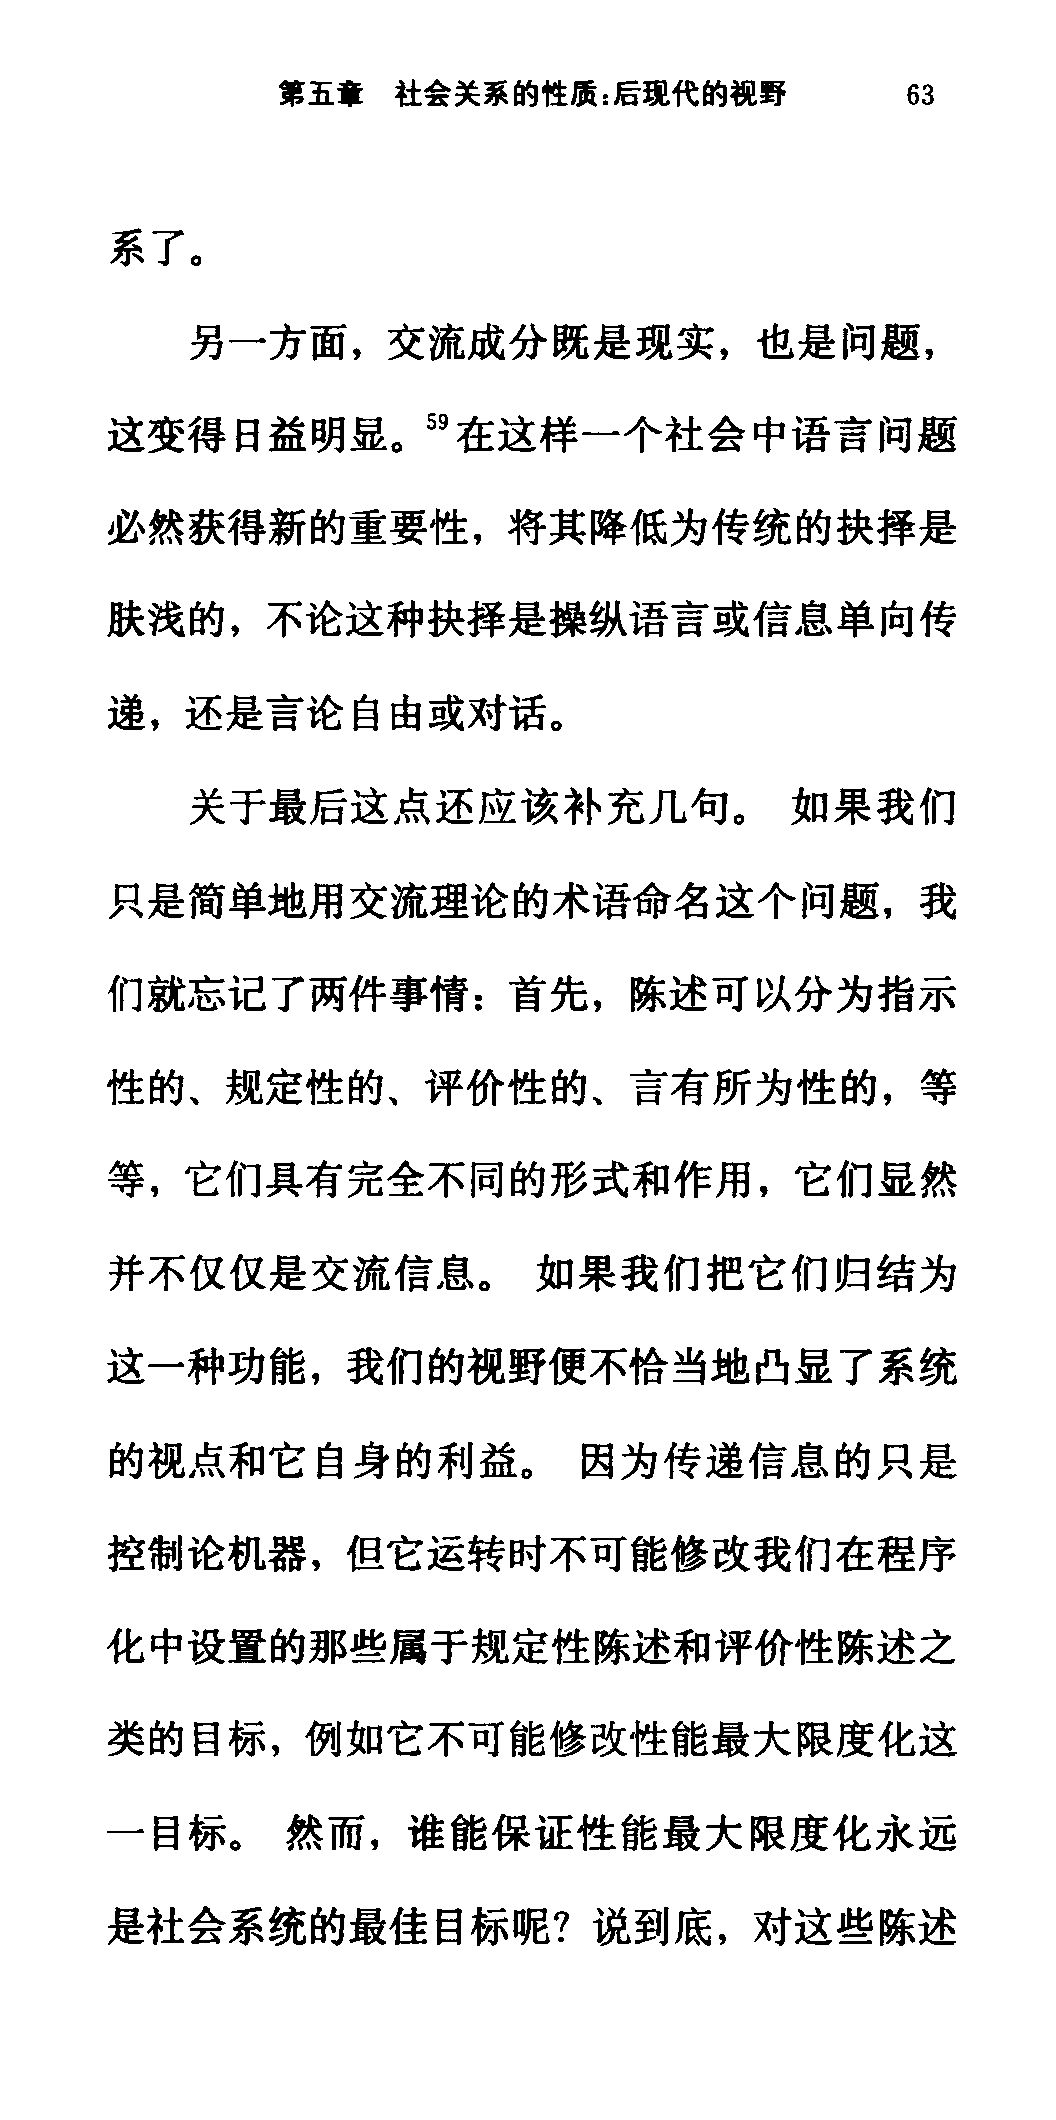 第五章 社会关系的性质:后现代的视野 63
系了。
另一方面，交流成分既是现实，也是问题，
这变得日益明显。59 在这样一个社会中语言问题
必然获得新的重要性，将其降低为传统的抉择是
肤浅的，不论这种抉择是操纵语言或信息单向传
递，还是言论自由或对话。
关于最后这点还应该补充几句。 如果我们
只是简单地用交流理论的术语命名这个问题，我
们就忘记了两件事情：首先，陈述可以分为指示
性的、规定性的、评价性的、言有所为性的，等
等，它们具有完全不同的形式和作用，它们显然
并不仅仅是交流信息。 如果我们把它们归结为
这一种功能，我们的视野便不恰当地凸显了系统
的视点和它自身的利益。 因为传递信息的只是
控制论机器，但它运转时不可能修改我们在程序
化中设置的那些属于规定性陈述和评价性陈述之
类的目标，例如它不可能修改性能最大限度化这
一目标。 然而，谁能保证性能最大限度化永远
是社会系统的最佳目标呢？说到底，对这些陈述